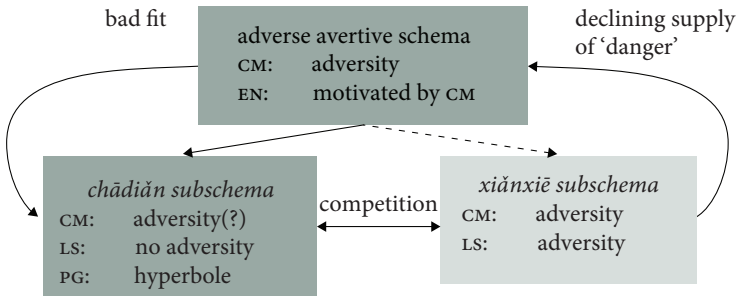 bad fit
declining supply
of ‘danger’
adverse avertive schema
CM: adversity
EN: motivated by CM
chādiǎn subschema
CM: adversity(?)
LS: no adversity
PG: hyperbole
competition
xiǎnxiē subschema
CM: adversity
LS: adversity